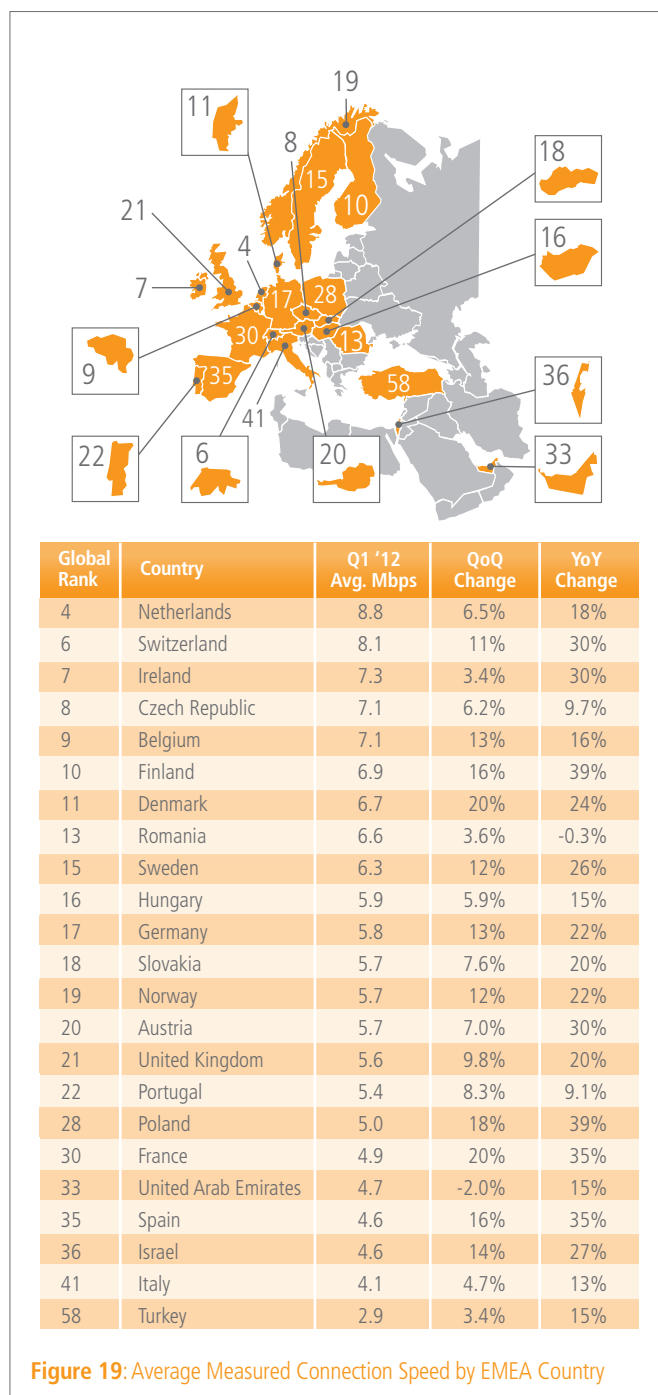 19
11
8
18
15
10
16
21
4
7
17
28
30
13
9
35
58
36
41
22
6
20
33
Global Rank Country Q1 ‘12 Avg. Mbps QoQ Change YoY Change
4 Netherlands 8.8 6.5% 18%
6 Switzerland 8.1 11% 30%
7 Ireland 7.3 3.4% 30%
8 Czech Republic 7.1 6.2% 9.7%
9 Belgium 7.1 13% 16%
10 Finland 6.9 16% 39%
11 Denmark 6.7 20% 24%
13 Romania 6.6 3.6% -0.3%
15 Sweden 6.3 12% 26%
16 Hungary 5.9 5.9% 15%
17 Germany 5.8 13% 22%
18 Slovakia 5.7 7.6% 20%
19 Norway 5.7 12% 22%
20 Austria 5.7 7.0% 30%
21 United Kingdom 5.6 9.8% 20%
22 Portugal 5.4 8.3% 9.1%
28 Poland 5.0 18% 39%
30 France 4.9 20% 35%
33 United Arab Emirates 4.7 -2.0% 15%
35 Spain 4.6 16% 35%
36 Israel 4.6 14% 27%
41 Italy 4.1 4.7% 13%
58 Turkey 2.9 3.4% 15%
Figure 19: Average Measured Connection Speed by EMEA Country